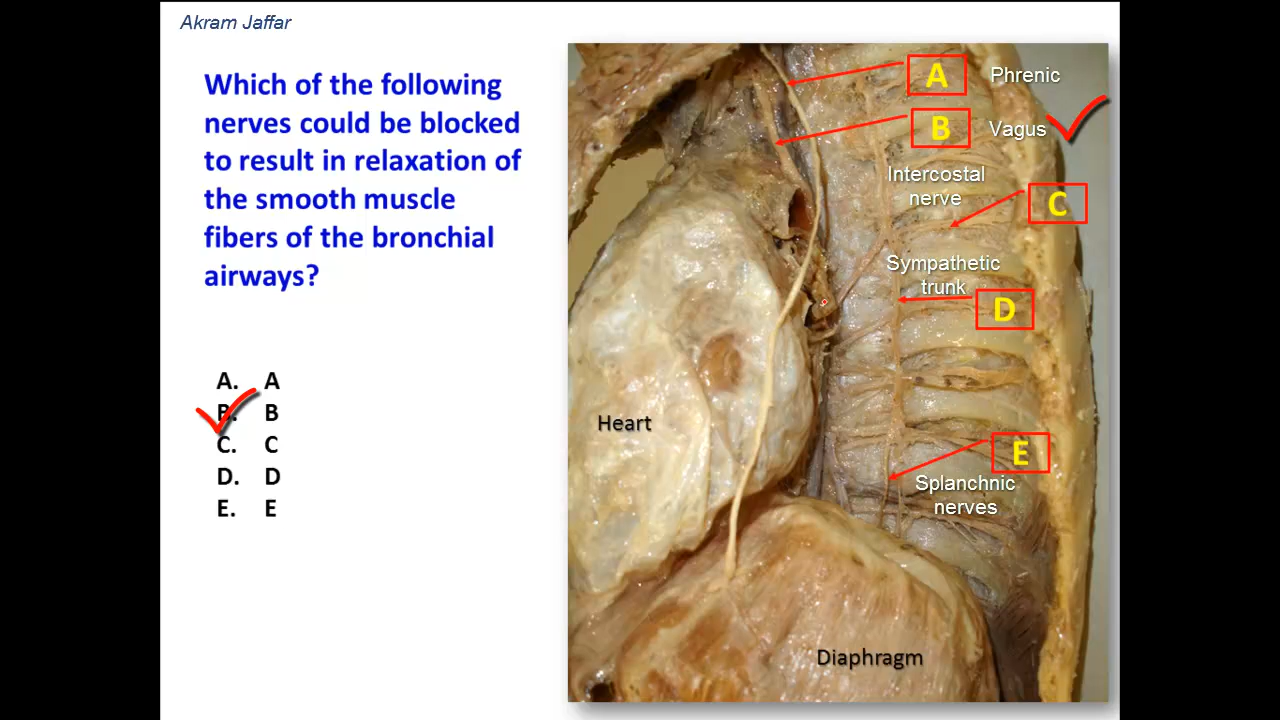 Akram Jaffar
Which of the following
nerves could be blocked
to result in relaxation of
the smooth muscle
fibers of the bronchial
airways?
A. A
B. B
C. C
D. D
E. E
A Phrenic
B Vagus
Intercostal
nerve
C
Sympathetic
trunk
D
Heart
E
Splanchnic
nerves
Diaphragm